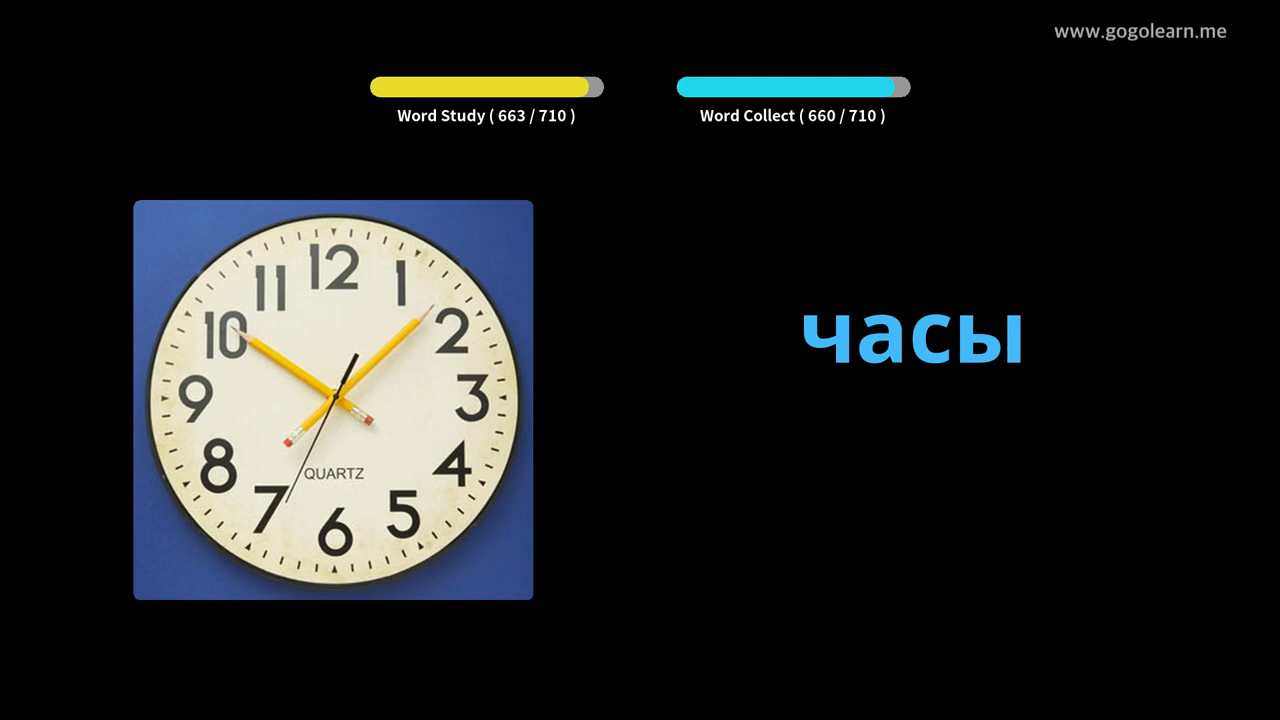 www.gogolearn.me
Word Study ( 663 / 710 )
Word Collect ( 660 / 710 )
12
11
1
10
2
9
3
8
4
QUARTZ
7
5
6
часы